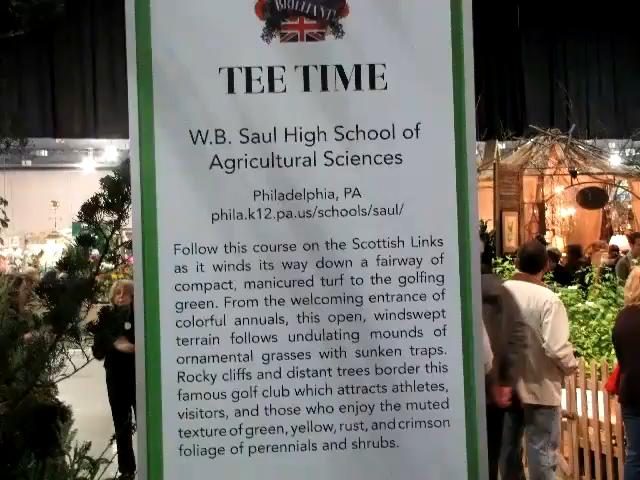 BRILLIANT!
TEE TIME
W.B. Saul High School of
Agricultural Sciences
Philadelphia, PA
phila.k12.pa.us/schools/saul/
Follow this course on the Scottish Links
as it winds its way down a fairway of
compact, manicured turf to the golfing
green. From the welcoming entrance of
colorful annuals, this open, windswept
terrain follows undulating mounds of
ornamental grasses with sunken traps.
Rocky cliffs and distant trees border this
famous golf club which attracts athletes,
visitors, and those who enjoy the muted
texture of green, yellow, rust, and crimson
foliage of perennials and shrubs.